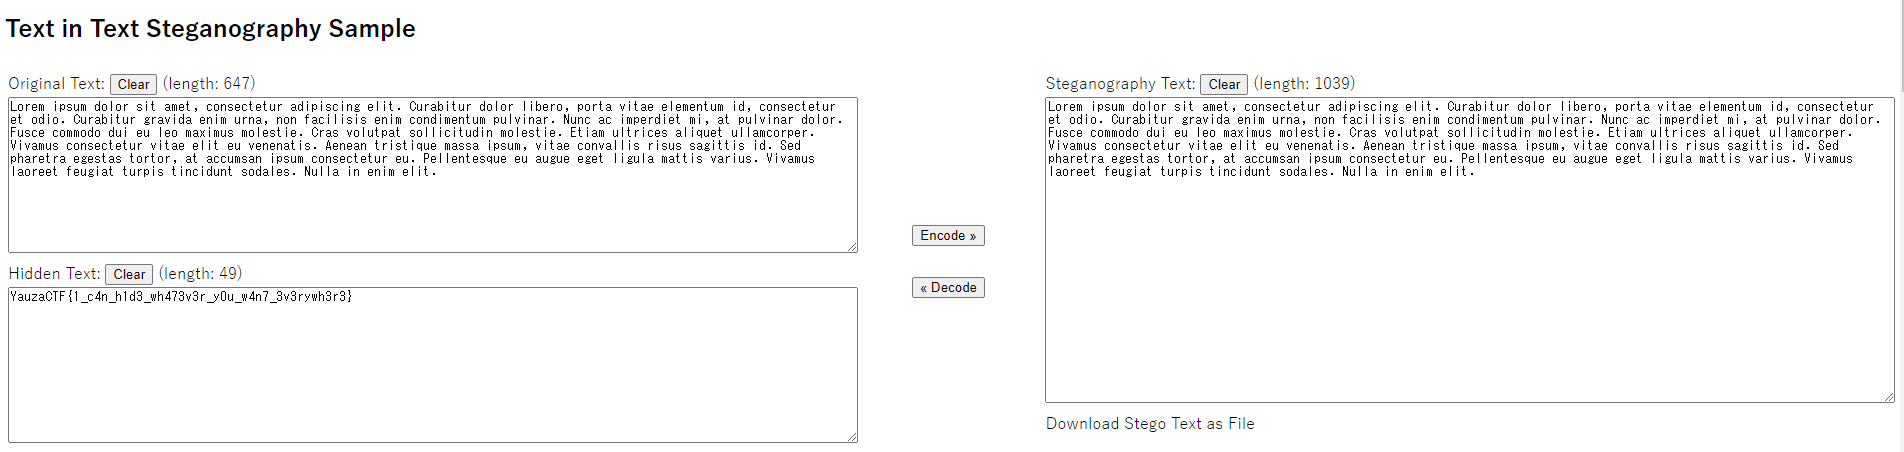 Text in Text Steganography Sample
Original Text: Clear (length: 647)
Lorem ipsum dolor sit amet, consectetur adipiscing elit. Curabitur dolor libero, porta vitae elementum id, consectetur
et odio. Curabitur gravida enim urna, non facilisis enim condimentum pulvinar. Nunc ac imperdiet mi, at pulvinar dolor.
Fusce commodo dui eu leo maximus molestie. Cras volutpat sollicitudin molestie. Etiam ultrices aliquet ullamcorper.
Vivamus consectetur vitae elit eu venenatis. Aenean tristique massa ipsum, vitae convallis risus sagittis id. Sed
pharetra egestas tortor, at accumsan ipsum consectetur eu. Pellentesque eu augue eget ligula mattis varius. Vivamus
laoreet feugiat turpis tincidunt sodales. Nulla in enim elit.
Hidden Text: Clear (length: 49)
YauzaCTF{1_c4n_h1d3_wh473v3r_y0u_w4n7_3v3rywh3r3}
Encode »
« Decode
Steganography Text: Clear (length: 1039)
Lorem ipsum dolor sit amet, consectetur adipiscing elit. Curabitur dolor libero, porta vitae elementum id, consectetur
et odio. Curabitur gravida enim urna, non facilisis enim condimentum pulvinar. Nunc ac imperdiet mi, at pulvinar dolor.
Fusce commodo dui eu leo maximus molestie. Cras volutpat sollicitudin molestie. Etiam ultrices aliquet ullamcorper.
Vivamus consectetur vitae elit eu venenatis. Aenean tristique massa ipsum, vitae convallis risus sagittis id. Sed
pharetra egestas tortor, at accumsan ipsum consectetur eu. Pellentesque eu augue eget ligula mattis varius. Vivamus
laoreet feugiat turpis tincidunt sodales. Nulla in enim elit.
Download Stego Text as File